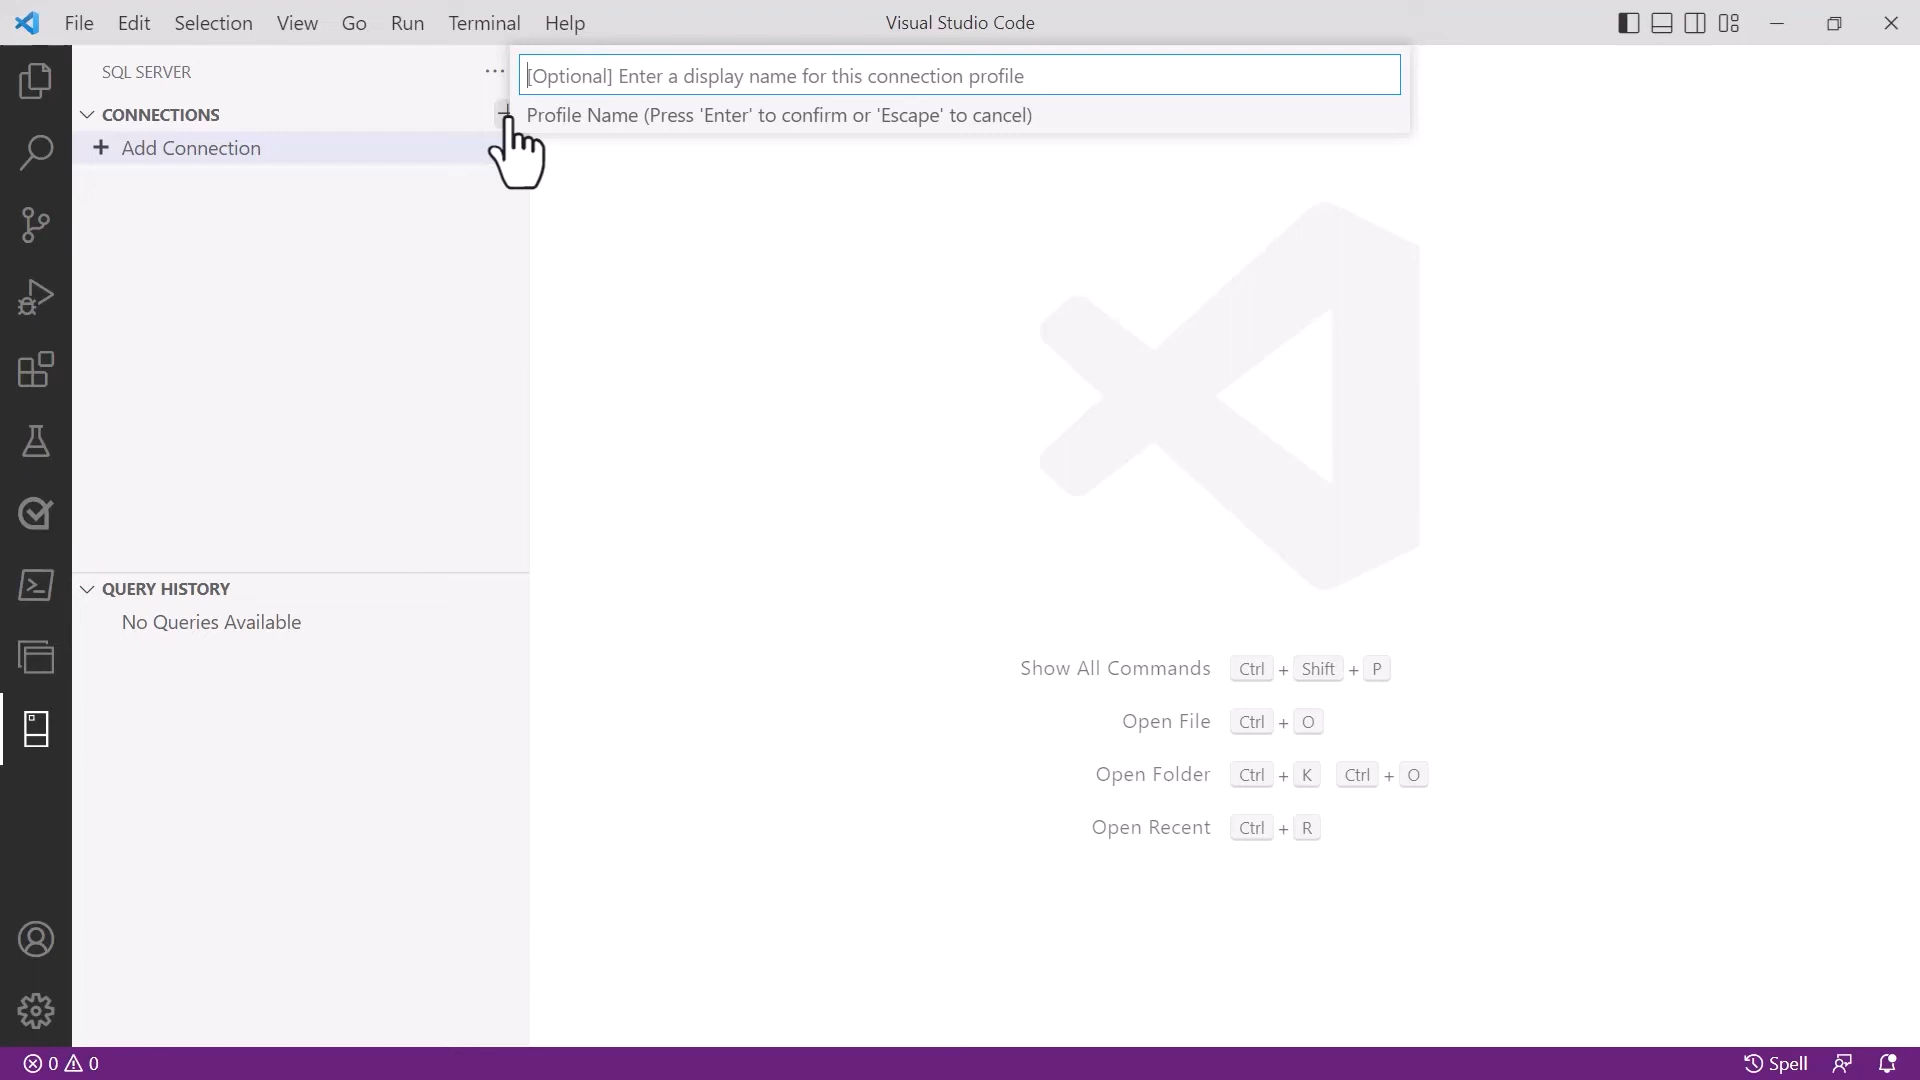 File Edit Selection View Go Run Terminal Help Visual Studio Code
SQL SERVER ···
[Optional] Enter a display name for this connection profile
CONNECTIONS
Profile Name (Press 'Enter' to confirm or 'Escape' to cancel)
+ Add Connection
QUERY HISTORY
No Queries Available
Show All Commands Ctrl + Shift + P
Open File Ctrl + O
Open Folder Ctrl + K Ctrl + O
Open Recent Ctrl + R
0 0 Spell